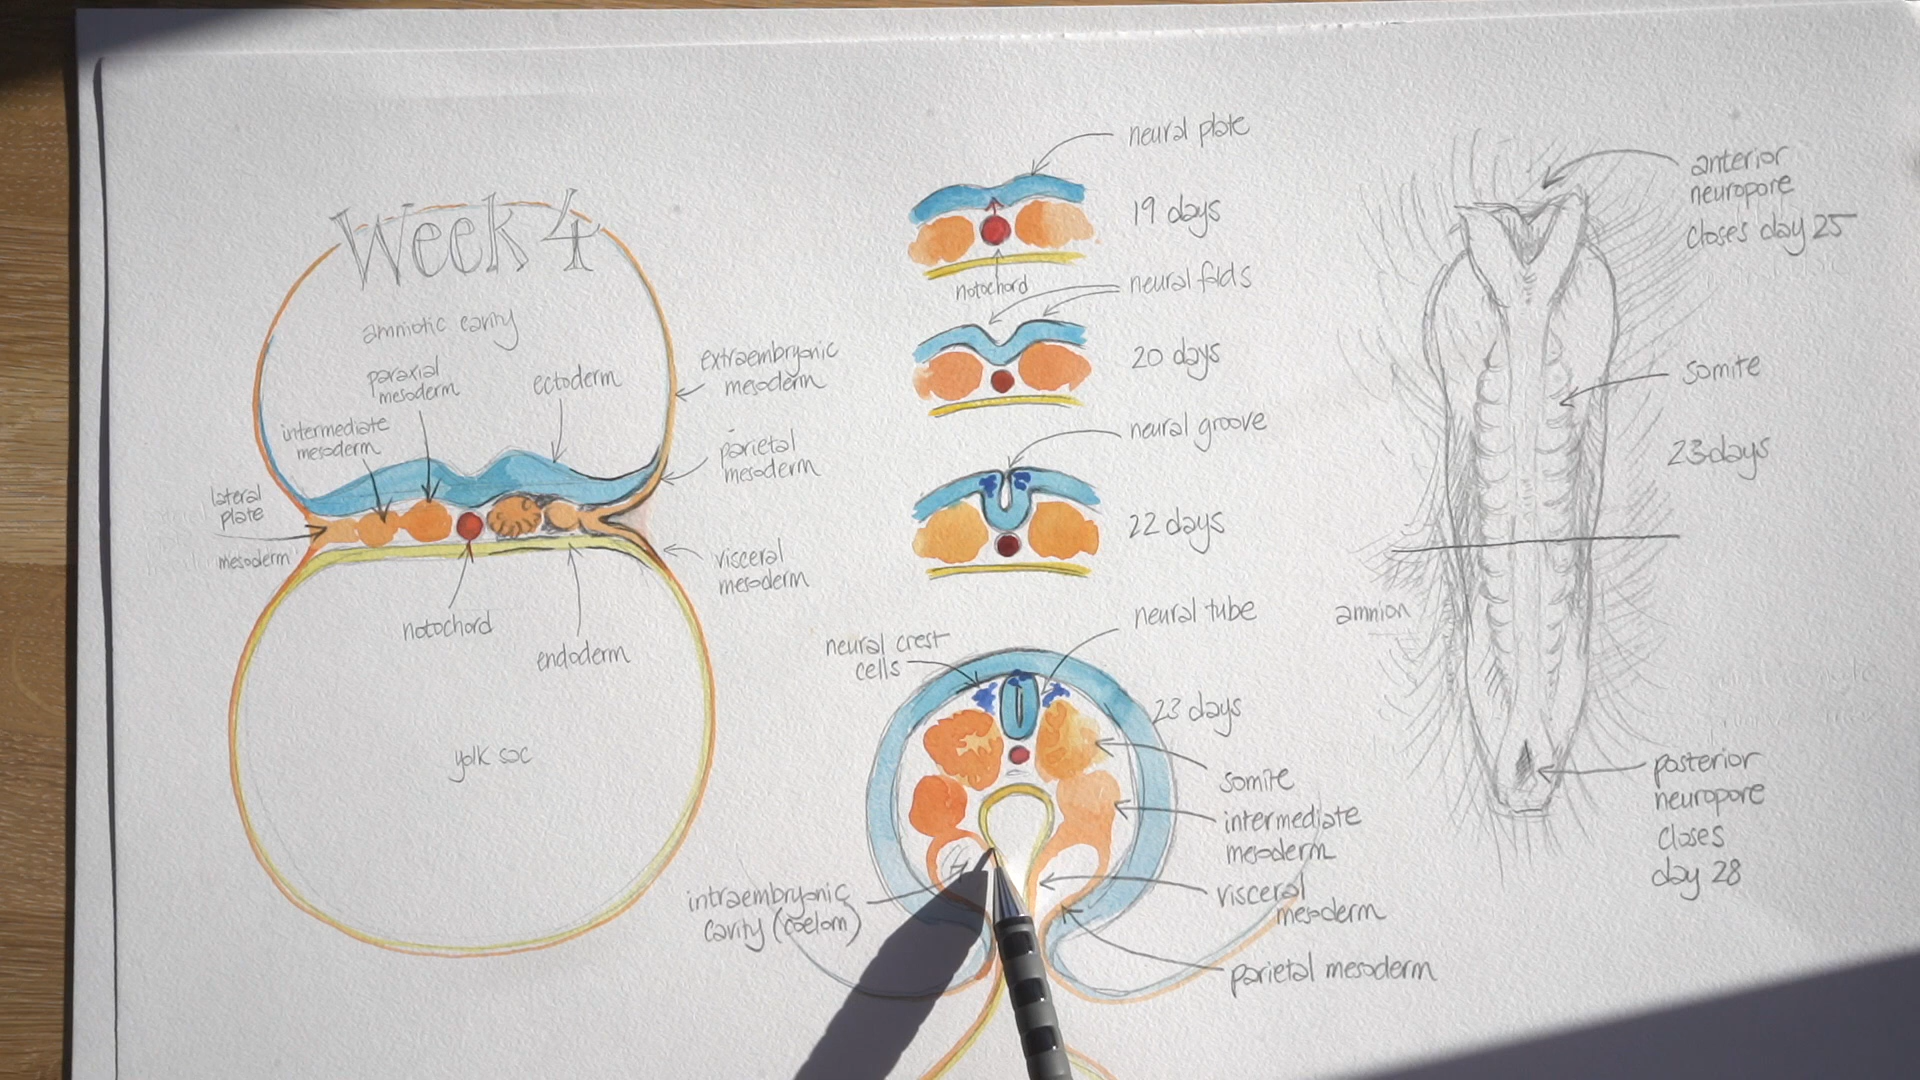 Week 4
amniotic cavity
paraxial
mesoderm
ectoderm
intermediate
mesoderm
lateral
plate
mesoderm
extraembryonic
mesoderm
parietal
mesoderm
visceral
mesoderm
notochord
endoderm
yolk sac
neural plate
19 days
notochord
neural folds
20 days
neural groove
22 days
neural crest
cells
neural tube
23 days
somite
intermediate
mesoderm
visceral
mesoderm
parietal mesoderm
intraembryonic
cavity (coelom)
anterior
neuropore
closes day 25
somite
23 days
amnion
posterior
neuropore
closes
day 28